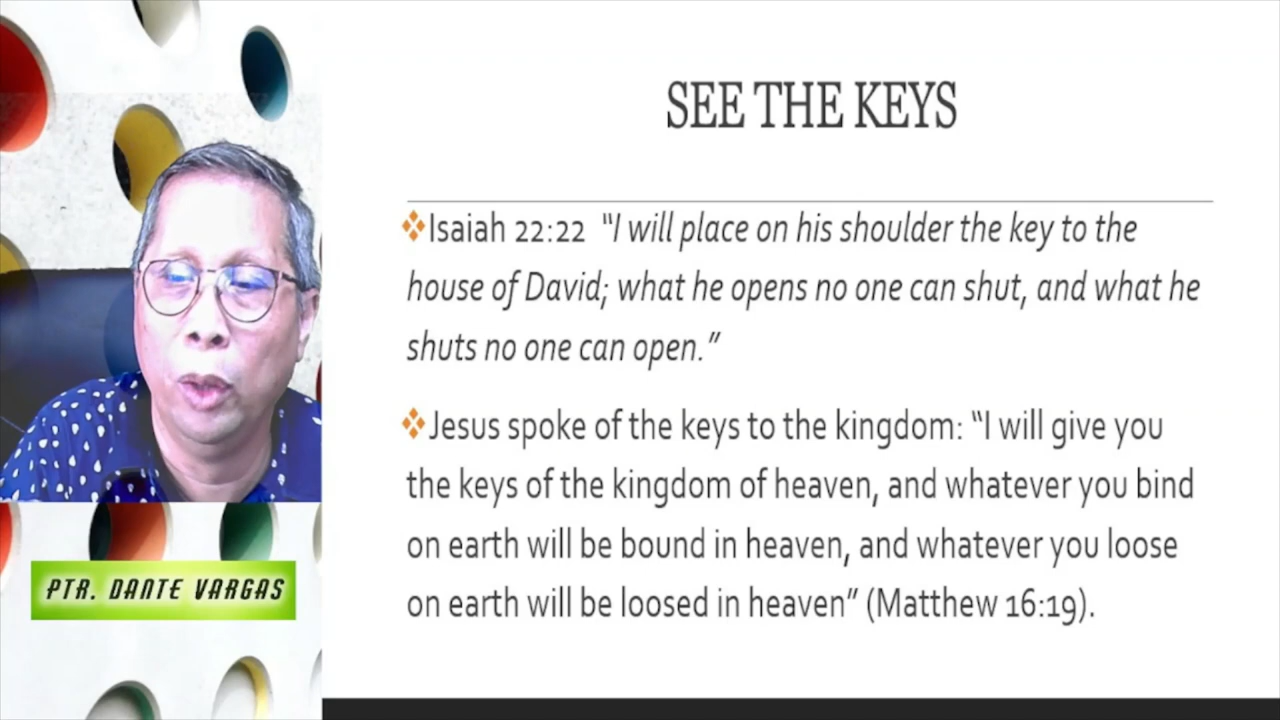 SEE THE KEYS
Isaiah 22:22 “I will place on his shoulder the key to the
house of David; what he opens no one can shut, and what he
shuts no one can open.”
Jesus spoke of the keys to the kingdom: “I will give you
the keys of the kingdom of heaven, and whatever you bind
on earth will be bound in heaven, and whatever you loose
on earth will be loosed in heaven” (Matthew 16:19).
PTR. DANTE VARGAS